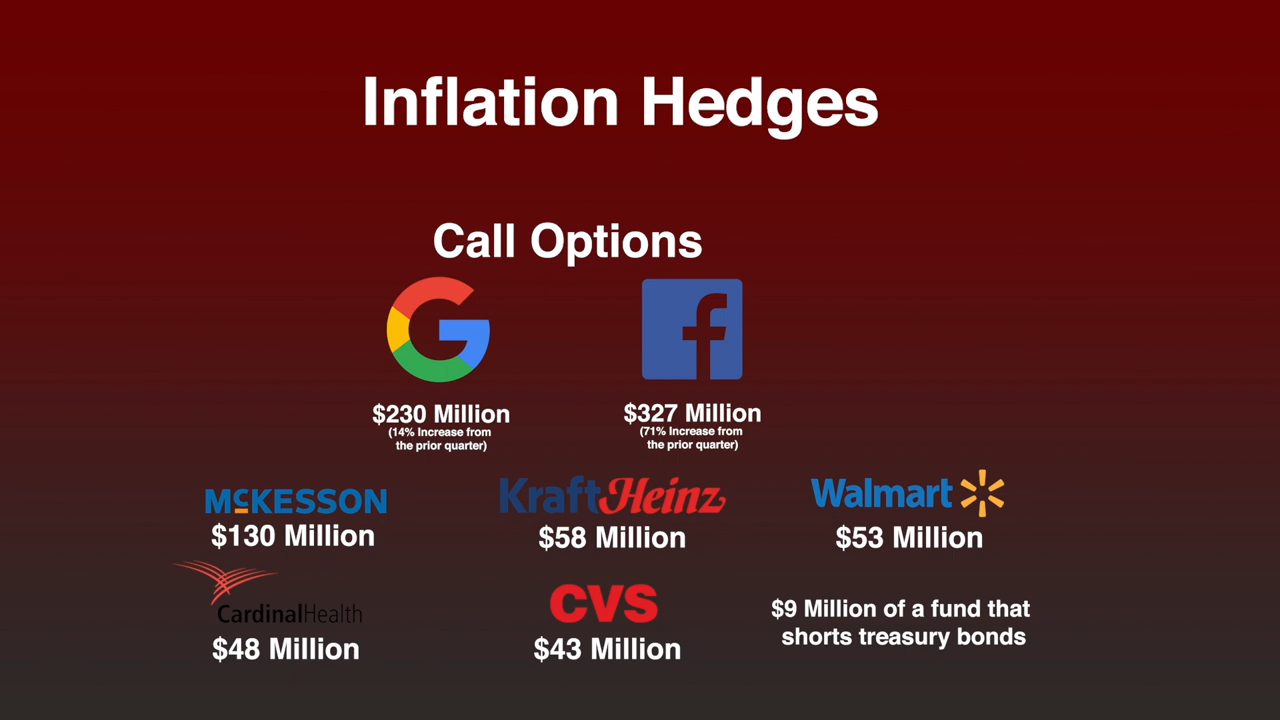 Inflation Hedges
Call Options
G
f
$230 Million
(14% Increase from
the prior quarter)
$327 Million
(71% Increase from
the prior quarter)
McKESSON
$130 Million
KraftHeinz
$58 Million
Walmart
$53 Million
CardinalHealth
$48 Million
CVS
$43 Million
$9 Million of a fund that
shorts treasury bonds